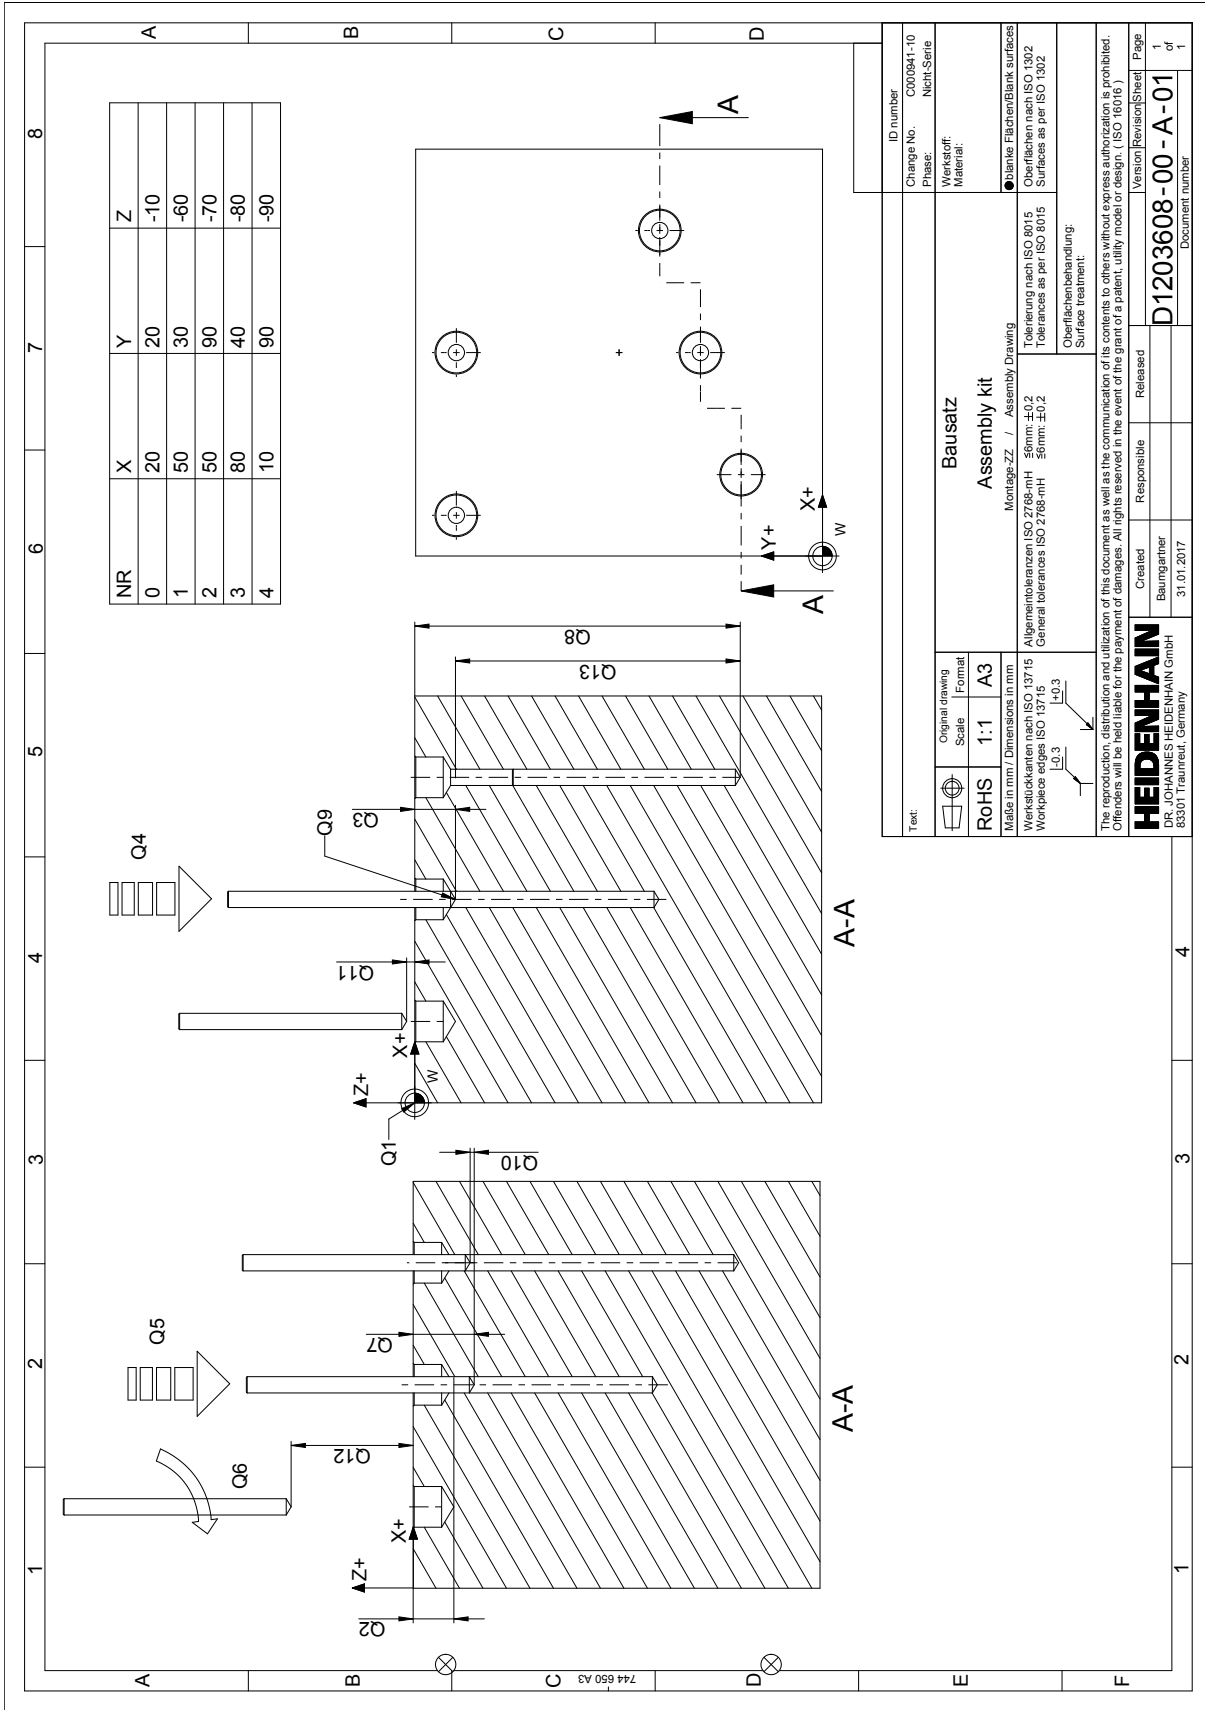 1 2 3 4 5 6 7 8
A
B
C
D
NR X Y Z
0 20 20 -10
1 50 30 -60
2 50 90 -70
3 80 40 -80
4 10 90 -90
Q6
Q5
Q4
Q12
Q7
Q10
Q2
Q1
Q11
Q9
Q3
Q13
Q8
Z+
X+
Z+
X+
W
Y+
X+
W
A
A
A-A
A-A
744 650 A3
A
B
C
D
E
F
1 2 3 4
Text:
ID number
Change No. C000941-10
Phase: Nicht-Serie
Original drawing
Scale Format
RoHS 1:1 A3
Bausatz
Assembly kit
Montage-ZZ / Assembly Drawing
Werkstoff:
Material:
Maße in mm / Dimensions in mm
blanke Flächen/Blank surfaces
Werkstückkanten nach ISO 13715
Workpiece edges ISO 13715
-0.3 +0.3
Allgemeintoleranzen ISO 2768-mH ≤6mm: ±0,2
General tolerances ISO 2768-mH ≤6mm: ±0,2
Tolerierung nach ISO 8015
Tolerances as per ISO 8015
Oberflächen nach ISO 1302
Surfaces as per ISO 1302
Oberflächenbehandlung:
Surface treatment:
The reproduction, distribution and utilization of this document as well as the communication of its contents to others without express authorization is prohibited.
Offenders will be held liable for the payment of damages. All rights reserved in the event of the grant of a patent, utility model or design. ( ISO 16016 )
HEIDENHAIN
DR. JOHANNES HEIDENHAIN GmbH
83301 Traunreut, Germany
Created Responsible Released
Baumgartner
31.01.2017
Version Revision Sheet Page
D1203608-00-A-01
1
of
1
Document number